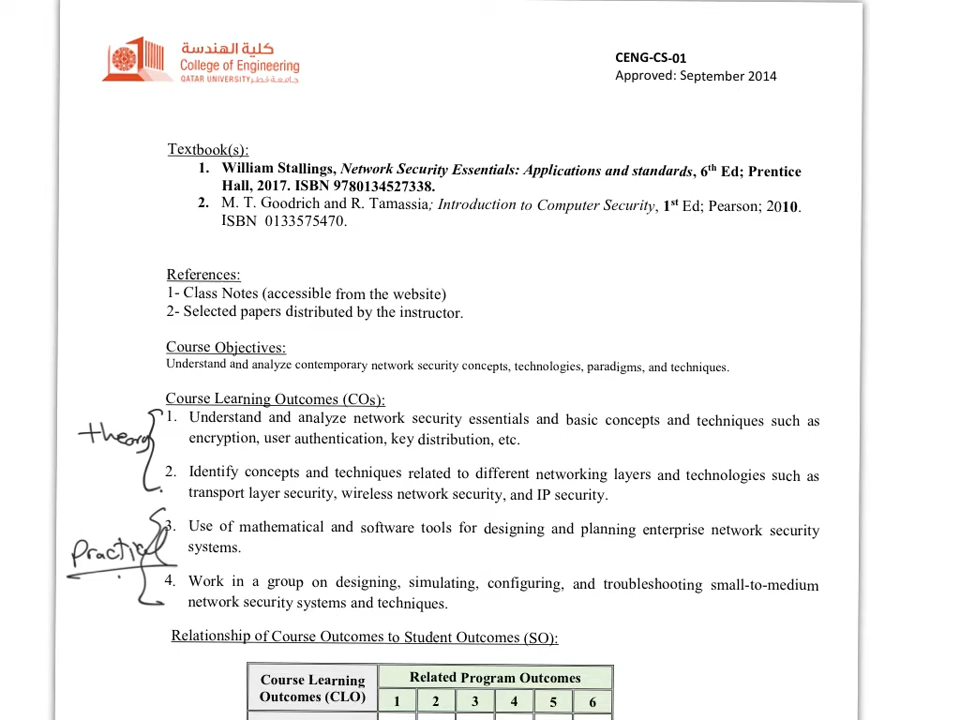 كلية الهندسة
College of Engineering
QATAR UNIVERSITY جامعة قطر
CENG-CS-01
Approved: September 2014
Textbook(s):
1. William Stallings, Network Security Essentials: Applications and standards, 6th Ed; Prentice
Hall, 2017. ISBN 9780134527338.
2. M. T. Goodrich and R. Tamassia; Introduction to Computer Security, 1st Ed; Pearson; 2010.
ISBN 0133575470.
References:
1- Class Notes (accessible from the website)
2- Selected papers distributed by the instructor.
Course Objectives:
Understand and analyze contemporary network security concepts, technologies, paradigms, and techniques.
Course Learning Outcomes (COs):
1. Understand and analyze network security essentials and basic concepts and techniques such as
theory
encryption, user authentication, key distribution, etc.
2. Identify concepts and techniques related to different networking layers and technologies such as
transport layer security, wireless network security, and IP security.
3. Use of mathematical and software tools for designing and planning enterprise network security
Practical
systems.
4. Work in a group on designing, simulating, configuring, and troubleshooting small-to-medium
network security systems and techniques.
Relationship of Course Outcomes to Student Outcomes (SO):
Course Learning Outcomes (CLO)
Related Program Outcomes
1 2 3 4 5 6